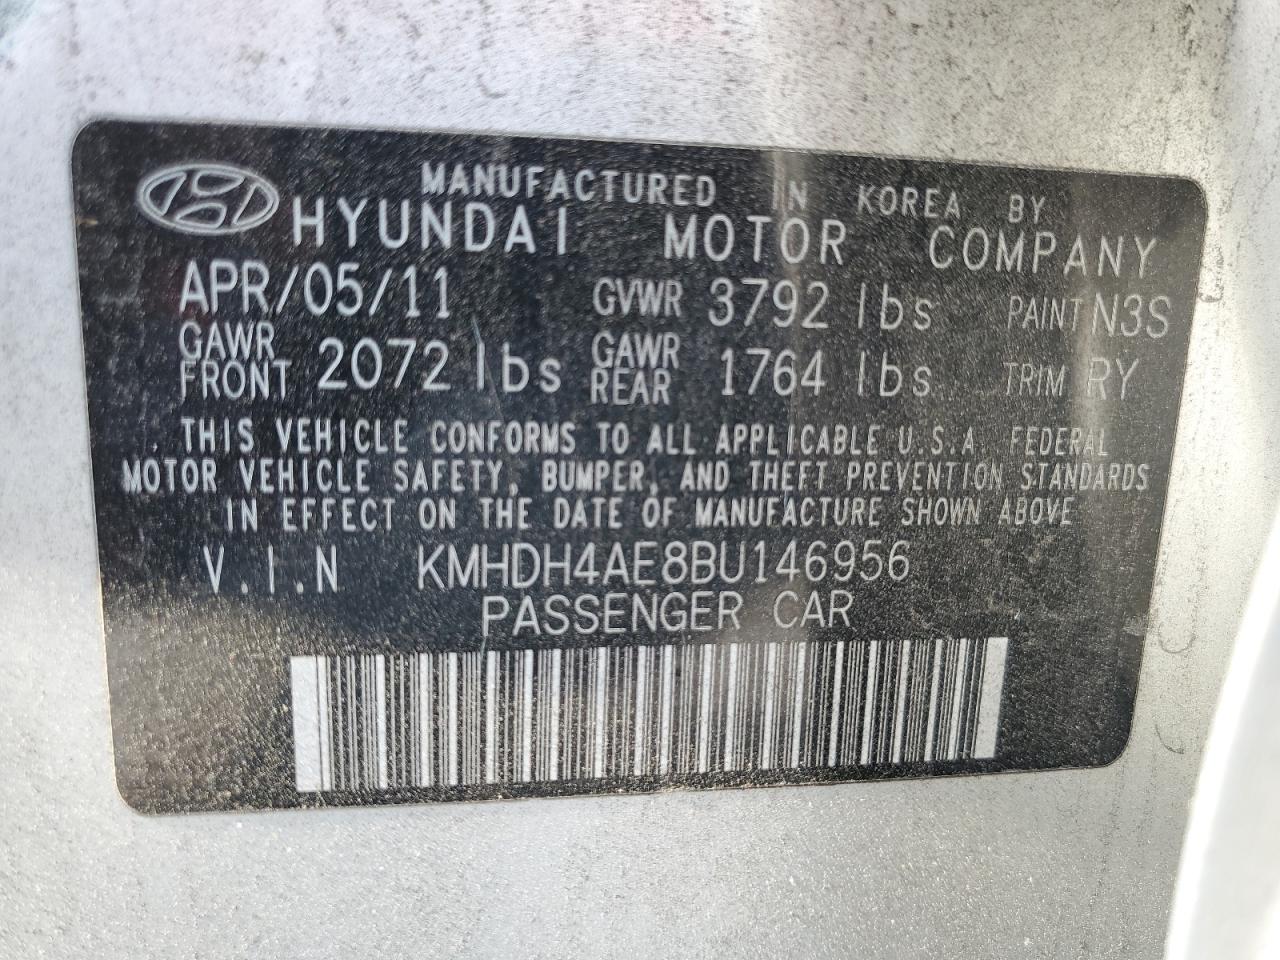 MANUFACTURED IN KOREA BY
HYUNDAI MOTOR COMPANY
APR/05/11 GVWR 3792 lbs PAINT N3S
GAWR FRONT 2072 lbs GAWR REAR 1764 lbs TRIM RY
THIS VEHICLE CONFORMS TO ALL APPLICABLE U.S.A FEDERAL
MOTOR VEHICLE SAFETY, BUMPER, AND THEFT PREVENTION STANDARDS
IN EFFECT ON THE DATE OF MANUFACTURE SHOWN ABOVE
V.I.N KMHDH4AE8BU146956
PASSENGER CAR